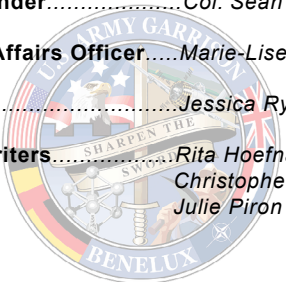 nder.....................Col. Sean
Affairs Officer.....Marie-Lise
............................Jessica Ry
riters..................Rita Hoefna
Christophe
Julie Piron
U.S. ARMY GARRISON
SHARPEN THE
SWORD
BENELUX